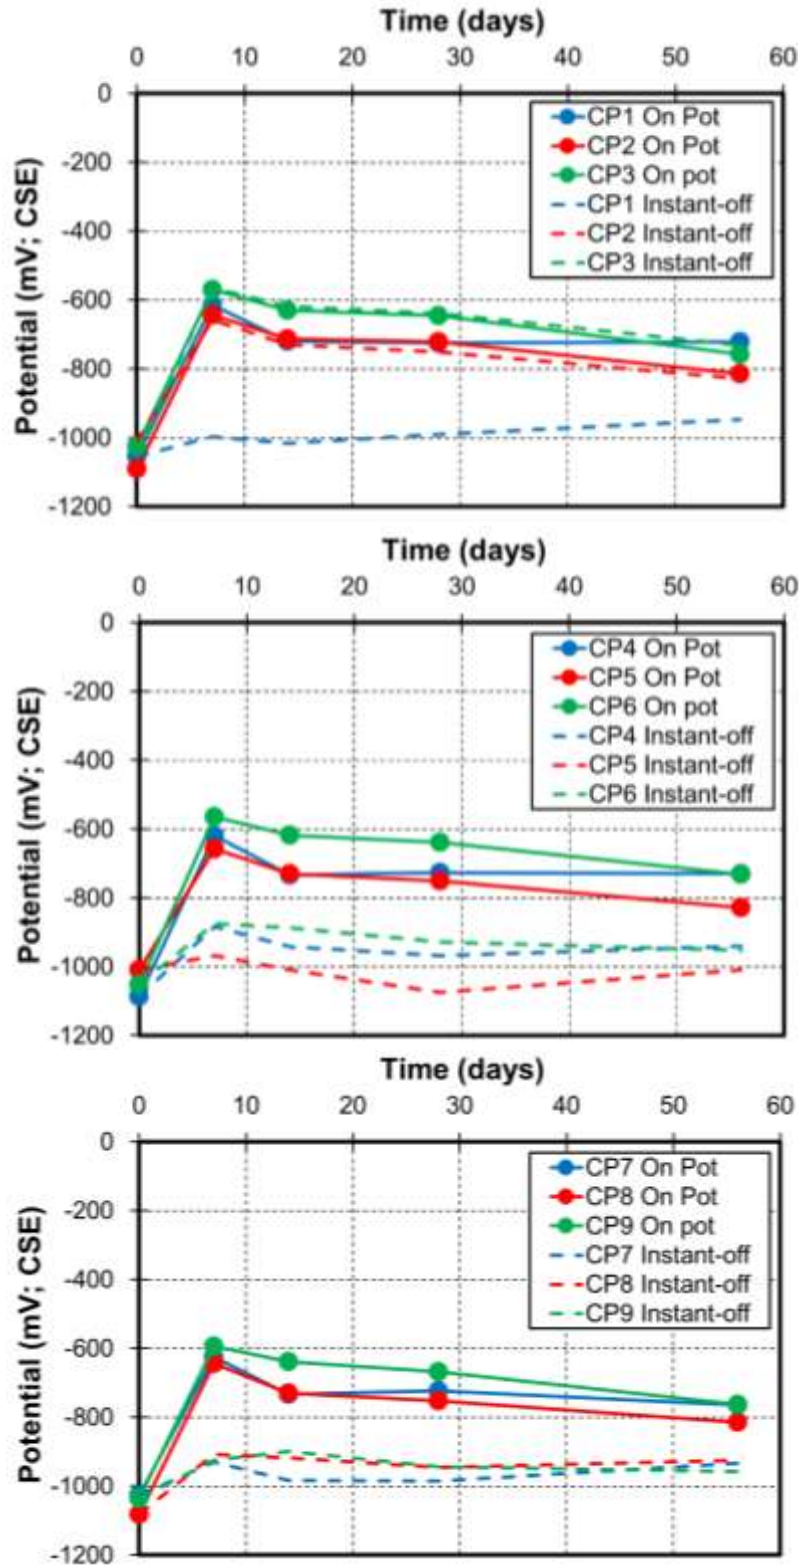 Time (days)
0 10 20 30 40 50 60
0
-200
-400
-600
-800
-1000
-1200
Potential (mV; CSE)
CP1 On Pot
CP2 On Pot
CP3 On pot
CP1 Instant-off
CP2 Instant-off
CP3 Instant-off
Time (days)
0 10 20 30 40 50 60
0
-200
-400
-600
-800
-1000
-1200
Potential (mV; CSE)
CP4 On Pot
CP5 On Pot
CP6 On pot
CP4 Instant-off
CP5 Instant-off
CP6 Instant-off
Time (days)
0 10 20 30 40 50 60
0
-200
-400
-600
-800
-1000
-1200
Potential (mV; CSE)
CP7 On Pot
CP8 On Pot
CP9 On pot
CP7 Instant-off
CP8 Instant-off
CP9 Instant-off